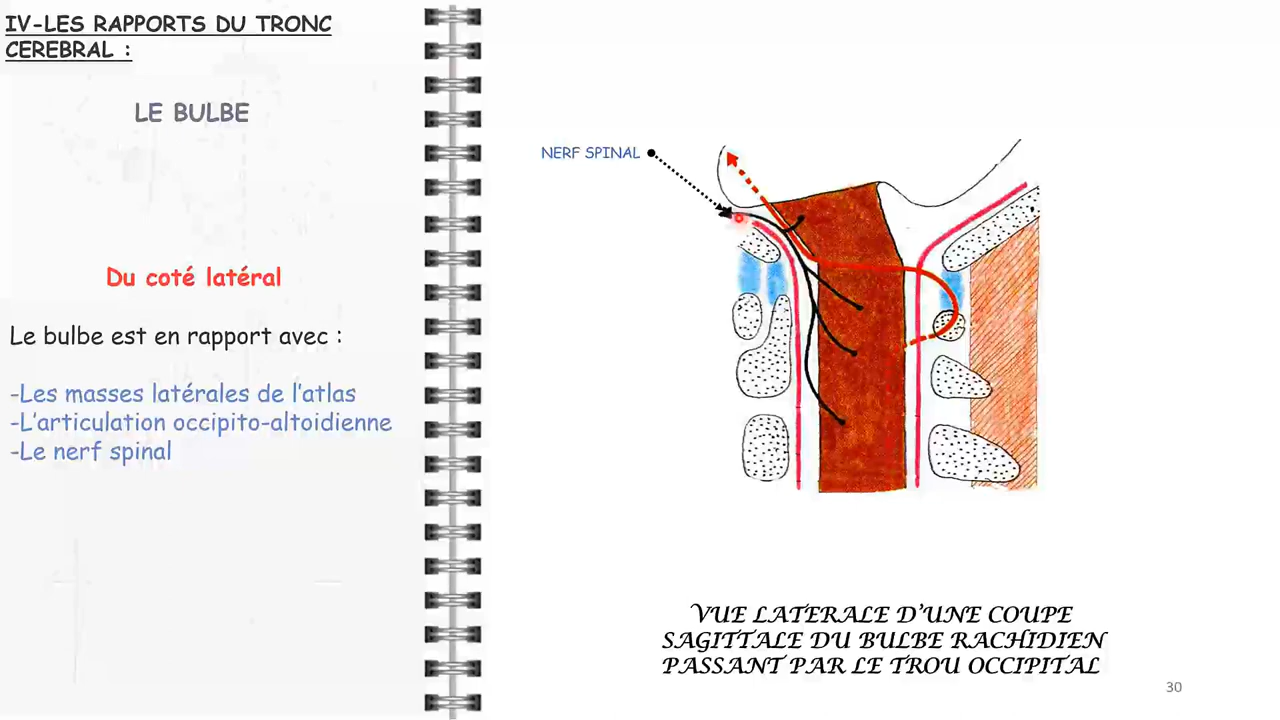 IV-LES RAPPORTS DU TRONC
CEREBRAL :
LE BULBE
Du coté latéral
Le bulbe est en rapport avec :
-Les masses latérales de l’atlas
-L’articulation occipito-altoidienne
-Le nerf spinal
NERF SPINAL
VUE LATERALE D’UNE COUPE
SAGITTALE DU BULBE RACHIDIEN
PASSANT PAR LE TROU OCCIPITAL
30